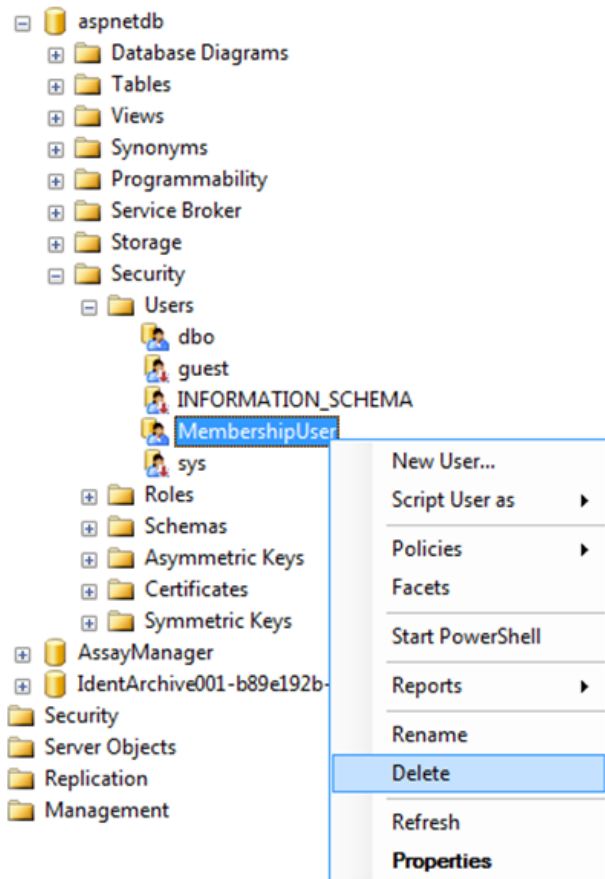 aspnetdb
Database Diagrams
Tables
Views
Synonyms
Programmability
Service Broker
Storage
Security
Users
dbo
guest
INFORMATION_SCHEMA
MembershipUser
sys
Roles
Schemas
Asymmetric Keys
Certificates
Symmetric Keys
AssayManager
IdentArchive001-b89e192b-
Security
Server Objects
Replication
Management
New User...
Script User as
Policies
Facets
Start PowerShell
Reports
Rename
Delete
Refresh
Properties